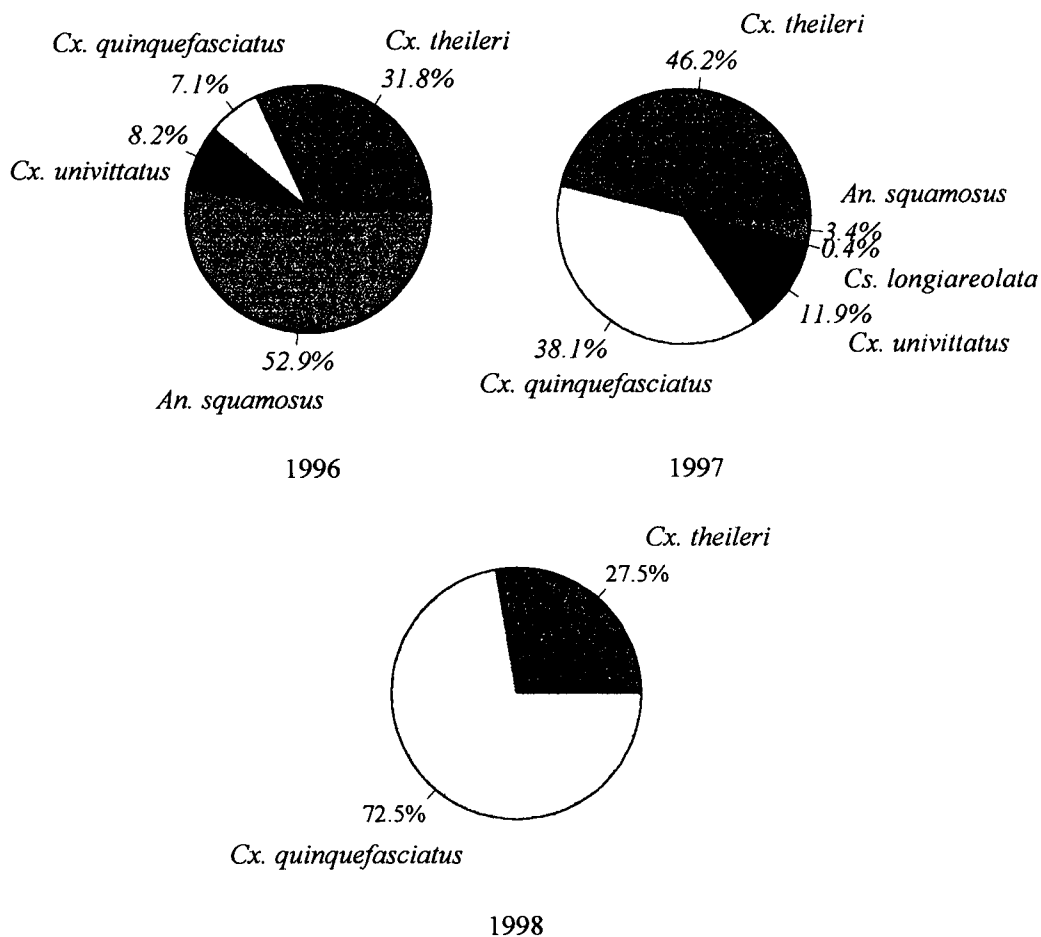 Cx. quinquefasciatus
7.1%
Cx. theileri
31.8%
8.2%
Cx. univittatus
52.9%
An. squamosus
1996
Cx. theileri
46.2%
An. squamosus
3.4%
0.4%
Cs. longiareolata
11.9%
Cx. univittatus
38.1%
Cx. quinquefasciatus
1997
Cx. theileri
27.5%
72.5%
Cx. quinquefasciatus
1998